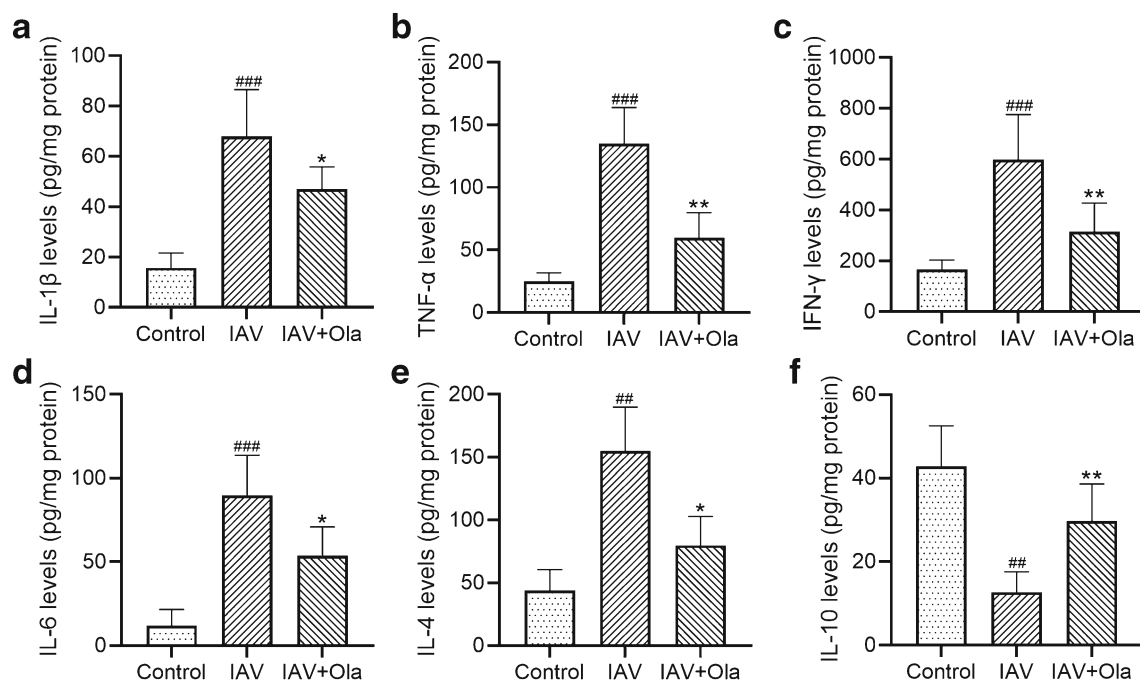 a
IL-1β levels (pg/mg protein)
100
80
60
40
20
0
###
*
Control IAV IAV+Ola
b
TNF-α levels (pg/mg protein)
200
150
100
50
0
###
**
Control IAV IAV+Ola
c
IFN-γ levels (pg/mg protein)
1000
800
600
400
200
0
###
**
Control IAV IAV+Ola
d
IL-6 levels (pg/mg protein)
150
100
50
0
###
*
Control IAV IAV+Ola
e
IL-4 levels (pg/mg protein)
200
150
100
50
0
##
*
Control IAV IAV+Ola
f
IL-10 levels (pg/mg protein)
60
40
20
0
##
**
Control IAV IAV+Ola